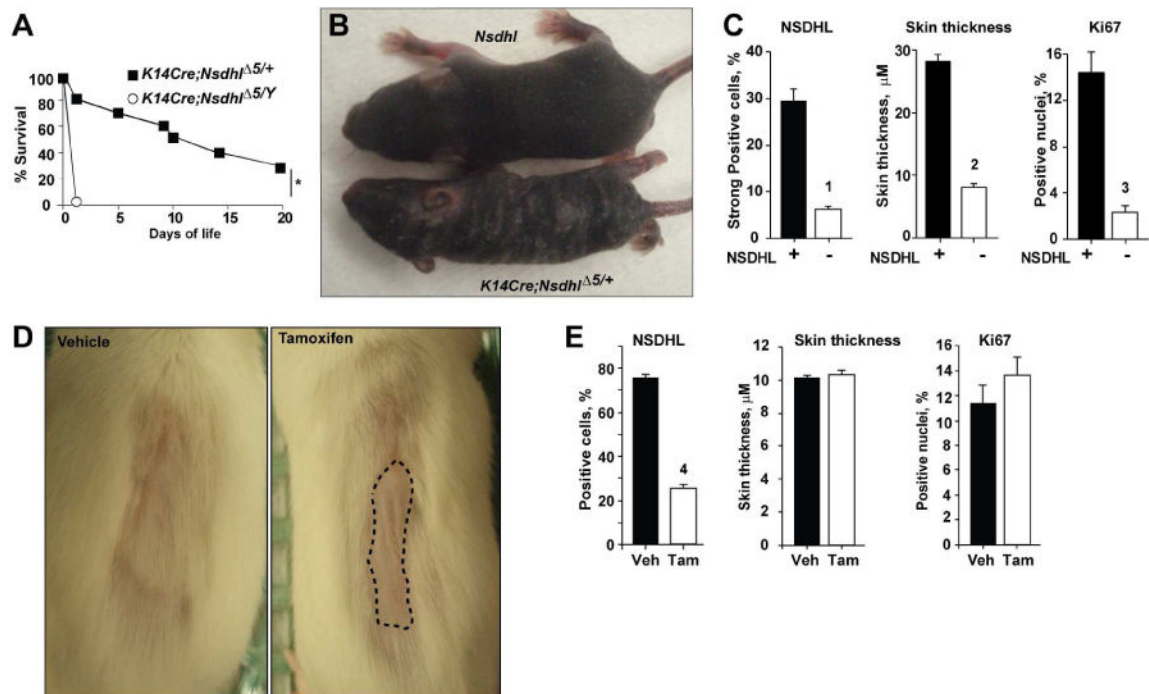 A
% Survival
100
80
60
40
20
0
K14Cre;NsdhlΔ5/+
K14Cre;NsdhlΔ5/Y
*
0 5 10 15 20
Days of life
B
Nsdhl
K14Cre;NsdhlΔ5/+
C
NSDHL
Strong Positive cells, %
40
30
20
10
0
1
NSDHL + -
Skin thickness
Skin thickness, µM
30
20
10
0
2
NSDHL + -
Ki67
Positive nuclei, %
16
12
8
4
0
3
NSDHL + -
D
Vehicle
Tamoxifen
E
NSDHL
Positive cells, %
80
60
40
20
0
4
Veh Tam
Skin thickness
Skin thickness, µM
12
10
8
6
4
2
0
Veh Tam
Ki67
Positive nuclei, %
16
14
12
10
8
6
4
2
0
Veh Tam